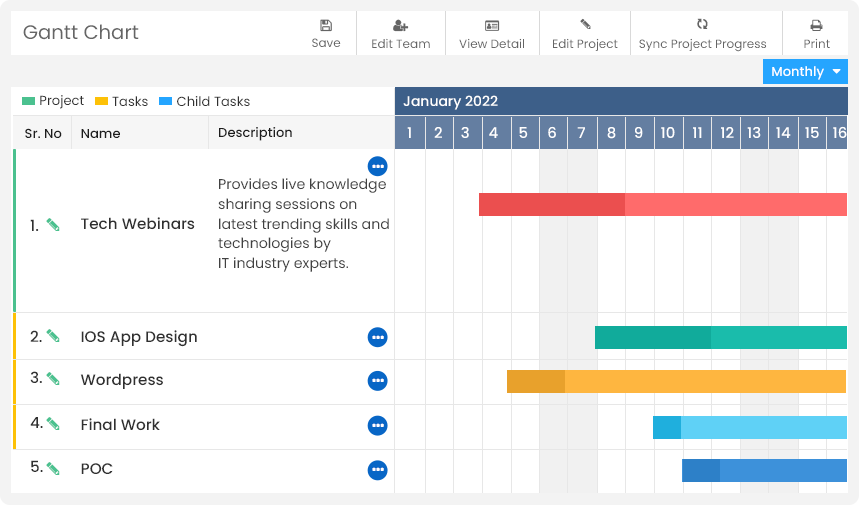 Gantt Chart
Save
Edit Team
View Detail
Edit Project
Sync Project Progress
Print
Monthly
Project Tasks Child Tasks
January 2022
Sr. No Name Description
1 2 3 4 5 6 7 8 9 10 11 12 13 14 15 16
1. Tech Webinars
Provides live knowledge
sharing sessions on
latest trending skills and
technologies by
IT industry experts.
2. IOS App Design
3. Wordpress
4. Final Work
5. POC